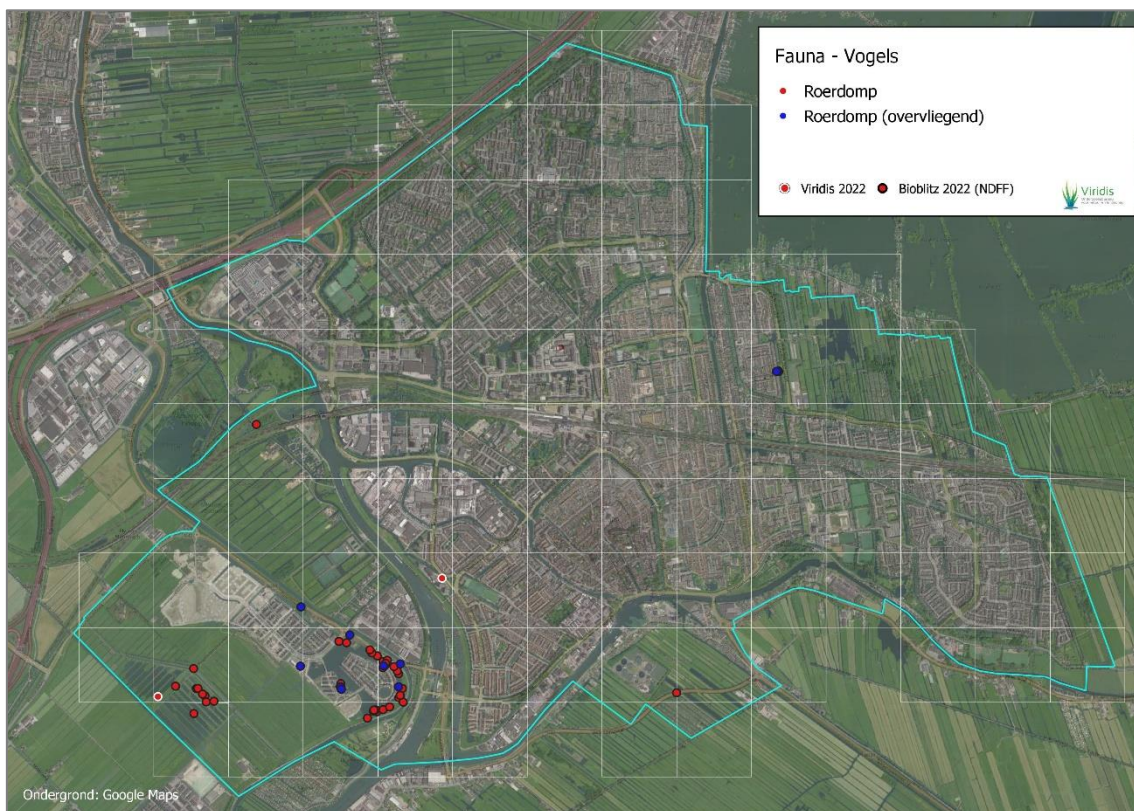 Fauna - Vogels
Roerdomp
Roerdomp (overvliegend)
Viridis 2022 Bioblitz 2022 (NDFF)
Viridis
Ondergrond: Google Maps